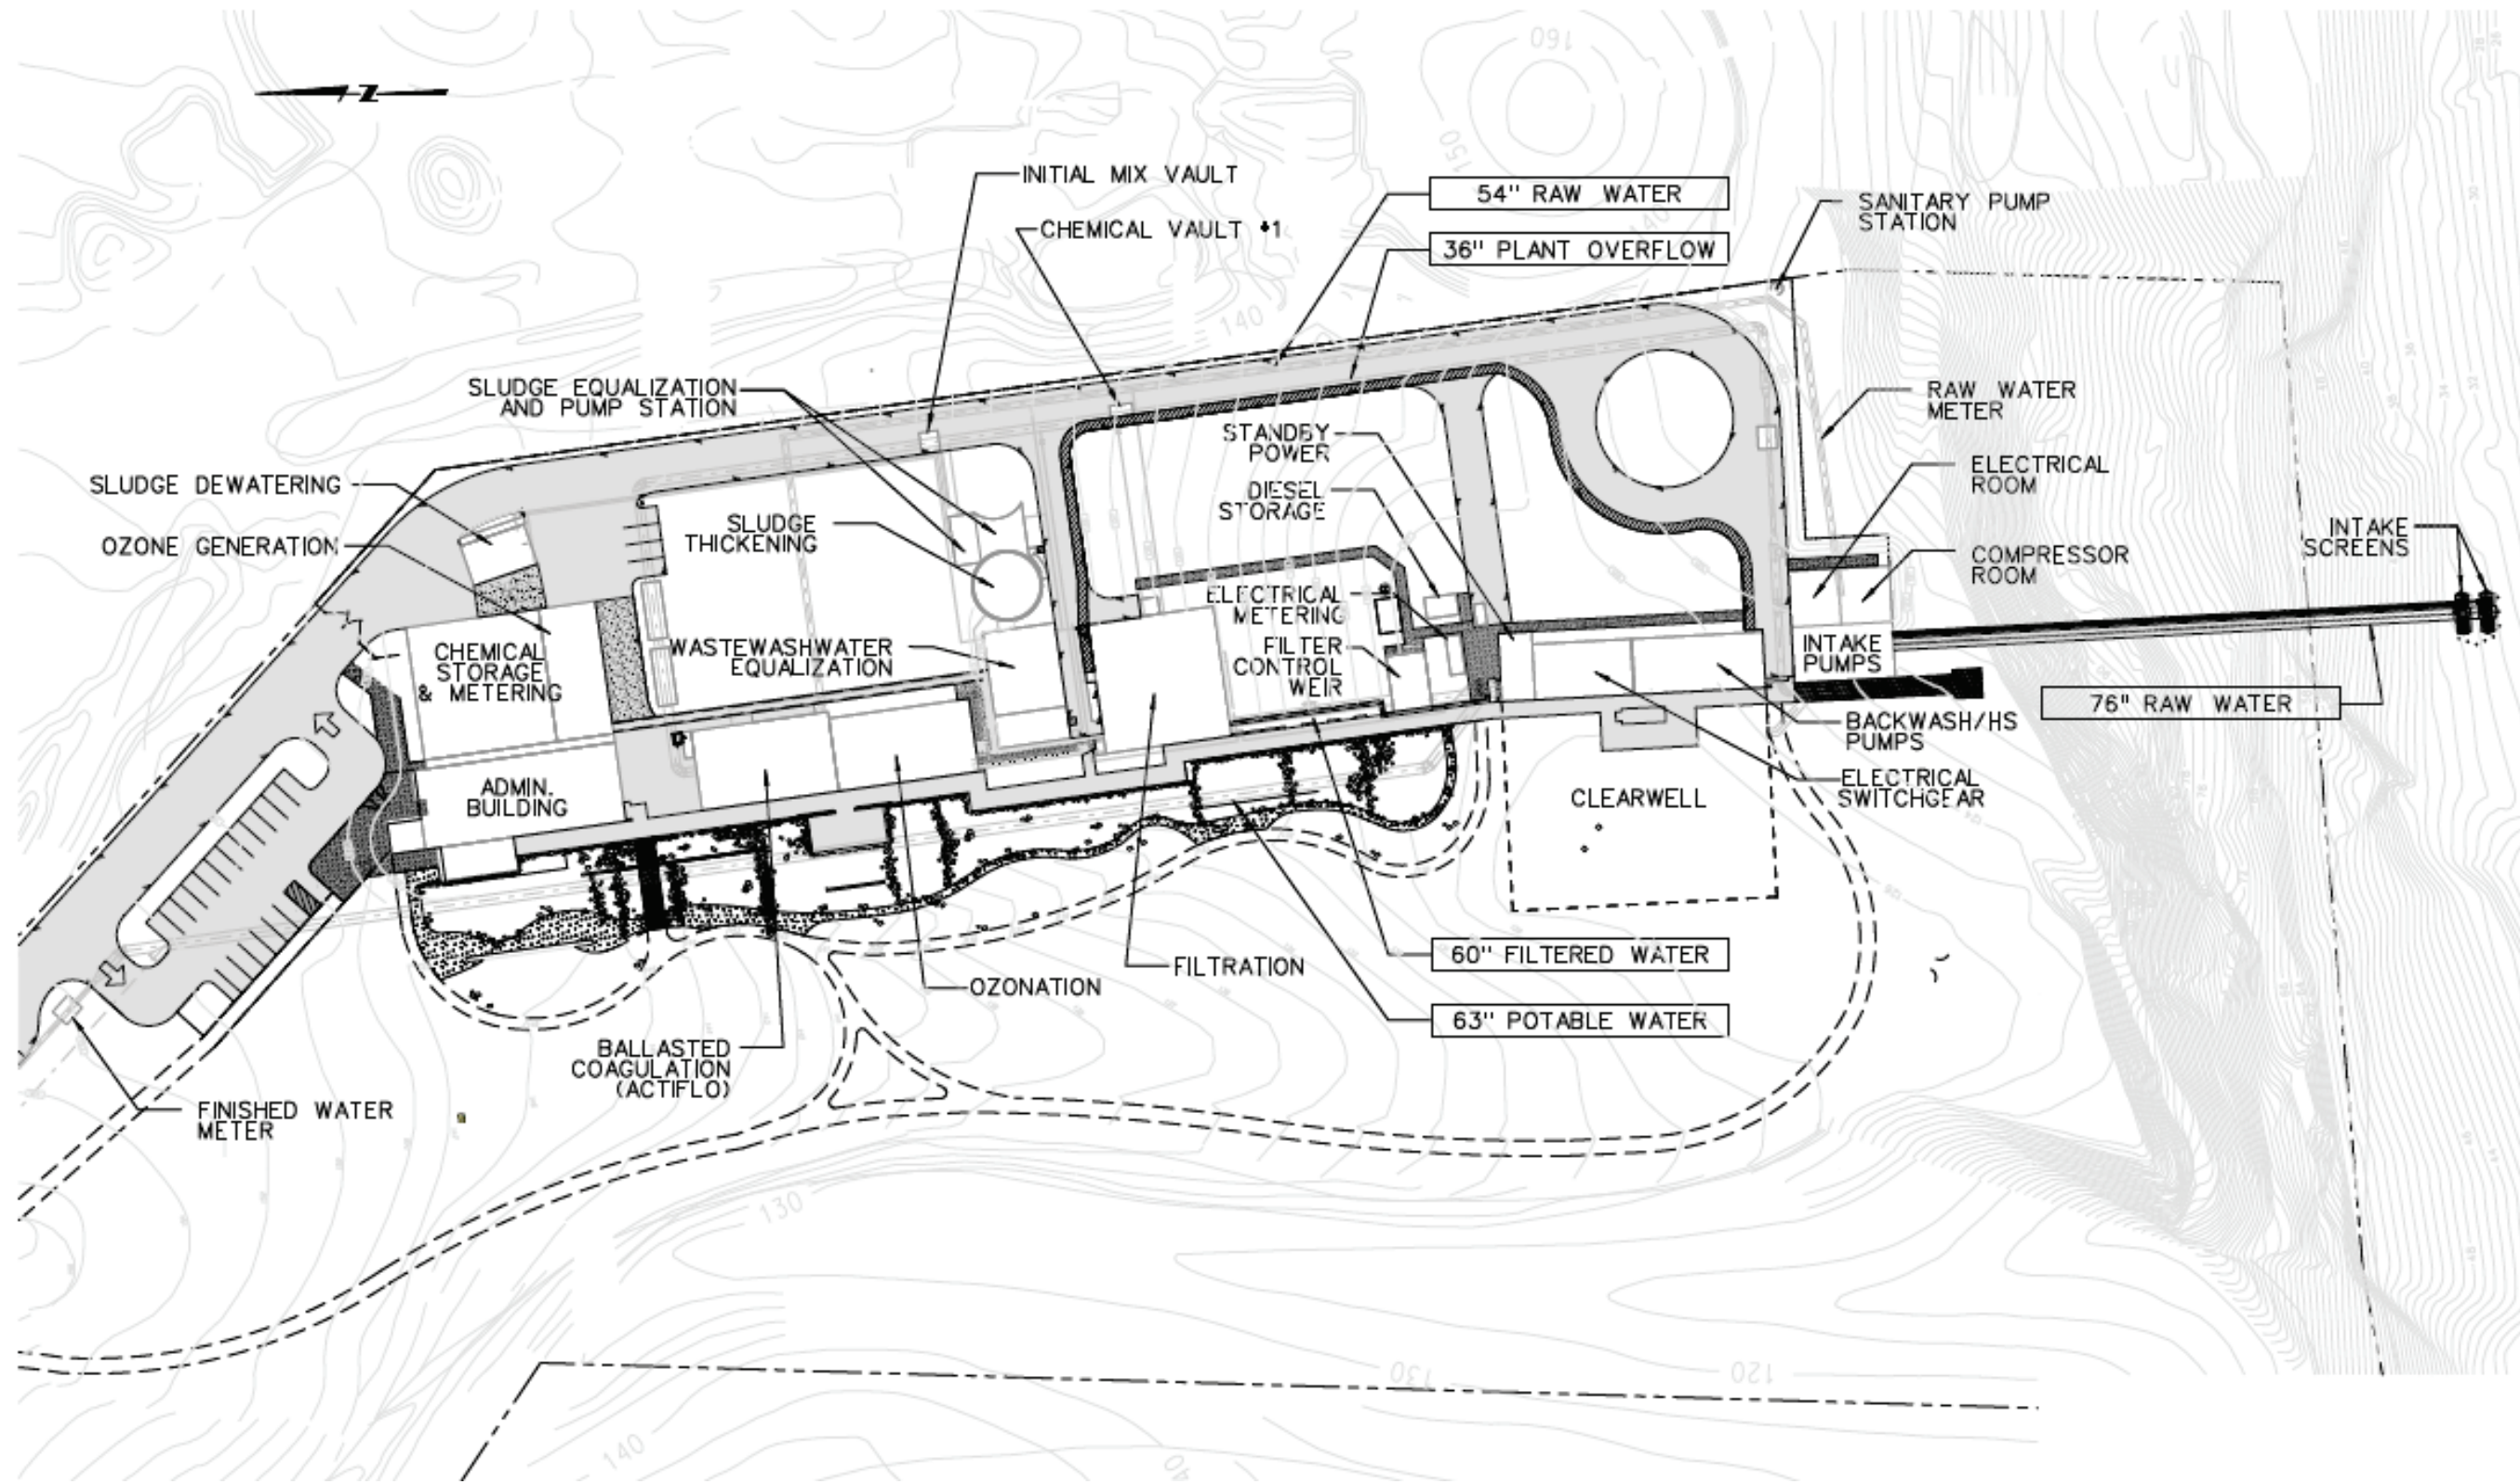 160
150
140
140
Z
INITIAL MIX VAULT
CHEMICAL VAULT #1
54" RAW WATER
36" PLANT OVERFLOW
SANITARY PUMP
STATION
SLUDGE EQUALIZATION
AND PUMP STATION
RAW WATER
METER
STANDBY
POWER
ELECTRICAL
ROOM
SLUDGE DEWATERING
DIESEL
STORAGE
SLUDGE
THICKENING
INTAKE
SCREENS
OZONE GENERATION
COMPRESSOR
ROOM
ELECTRICAL
METERING
CHEMICAL
STORAGE
& METERING
WASTEWASHWATER
EQUALIZATION
FILTER
CONTROL
WEIR
INTAKE
PUMPS
76" RAW WATER
BACKWASH/HS
PUMPS
ADMIN.
BUILDING
CLEARWELL
ELECTRICAL
SWITCHGEAR
60" FILTERED WATER
FILTRATION
OZONATION
63" POTABLE WATER
BALLASTED
COAGULATION
(ACTIFLO)
FINISHED WATER
METER
130
130
120
140
140